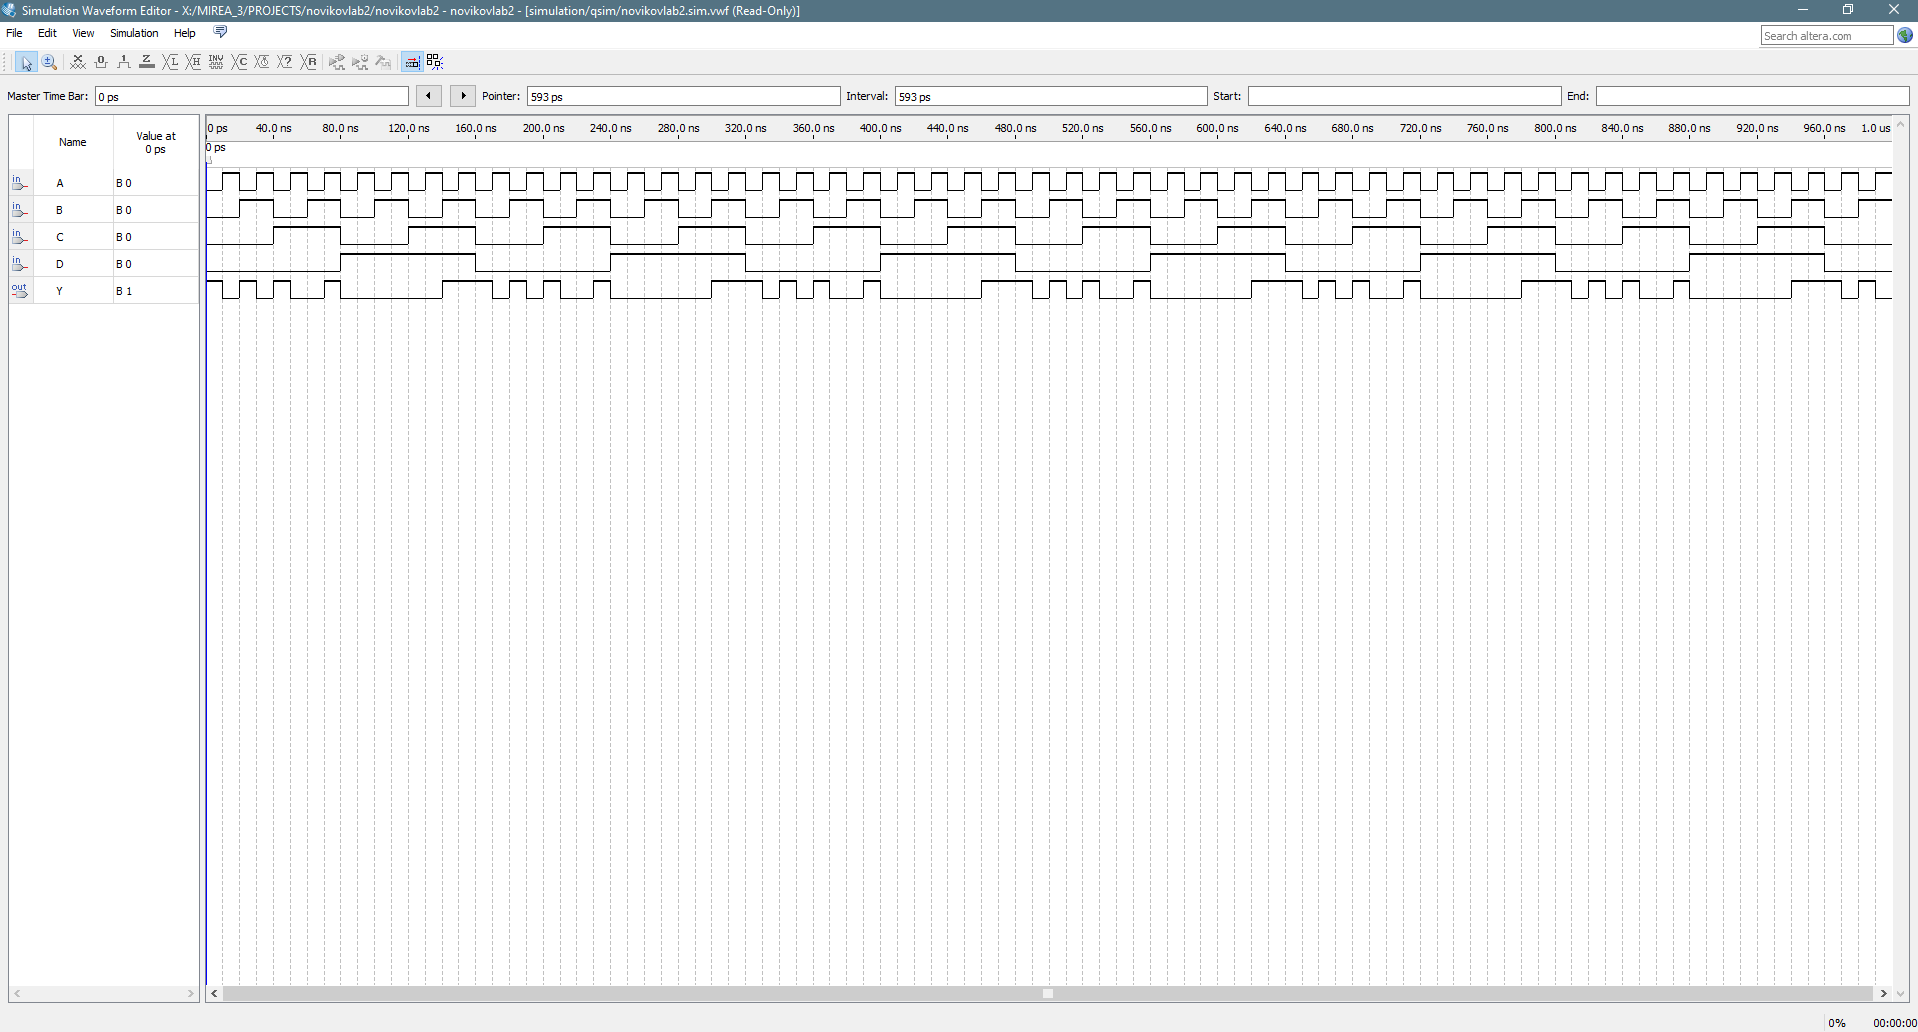 Simulation Waveform Editor - X:/MIREA_3/PROJECTS/novikovlab2/novikovlab2 - novikovlab2 - [simulation/qsim/novikovlab2.sim.vwf (Read-Only)]
File Edit View Simulation Help
Search altera.com
Master Time Bar: 0 ps Pointer: 593 ps Interval: 593 ps Start: End:
Name Value at 0 ps
0 ps 40.0 ns 80.0 ns 120.0 ns 160.0 ns 200.0 ns 240.0 ns 280.0 ns 320.0 ns 360.0 ns 400.0 ns 440.0 ns 480.0 ns 520.0 ns 560.0 ns 600.0 ns 640.0 ns 680.0 ns 720.0 ns 760.0 ns 800.0 ns 840.0 ns 880.0 ns 920.0 ns 960.0 ns 1.0 us
0 ps
in A B 0
in B B 0
in C B 0
in D B 0
out Y B 1
0% 00:00:00